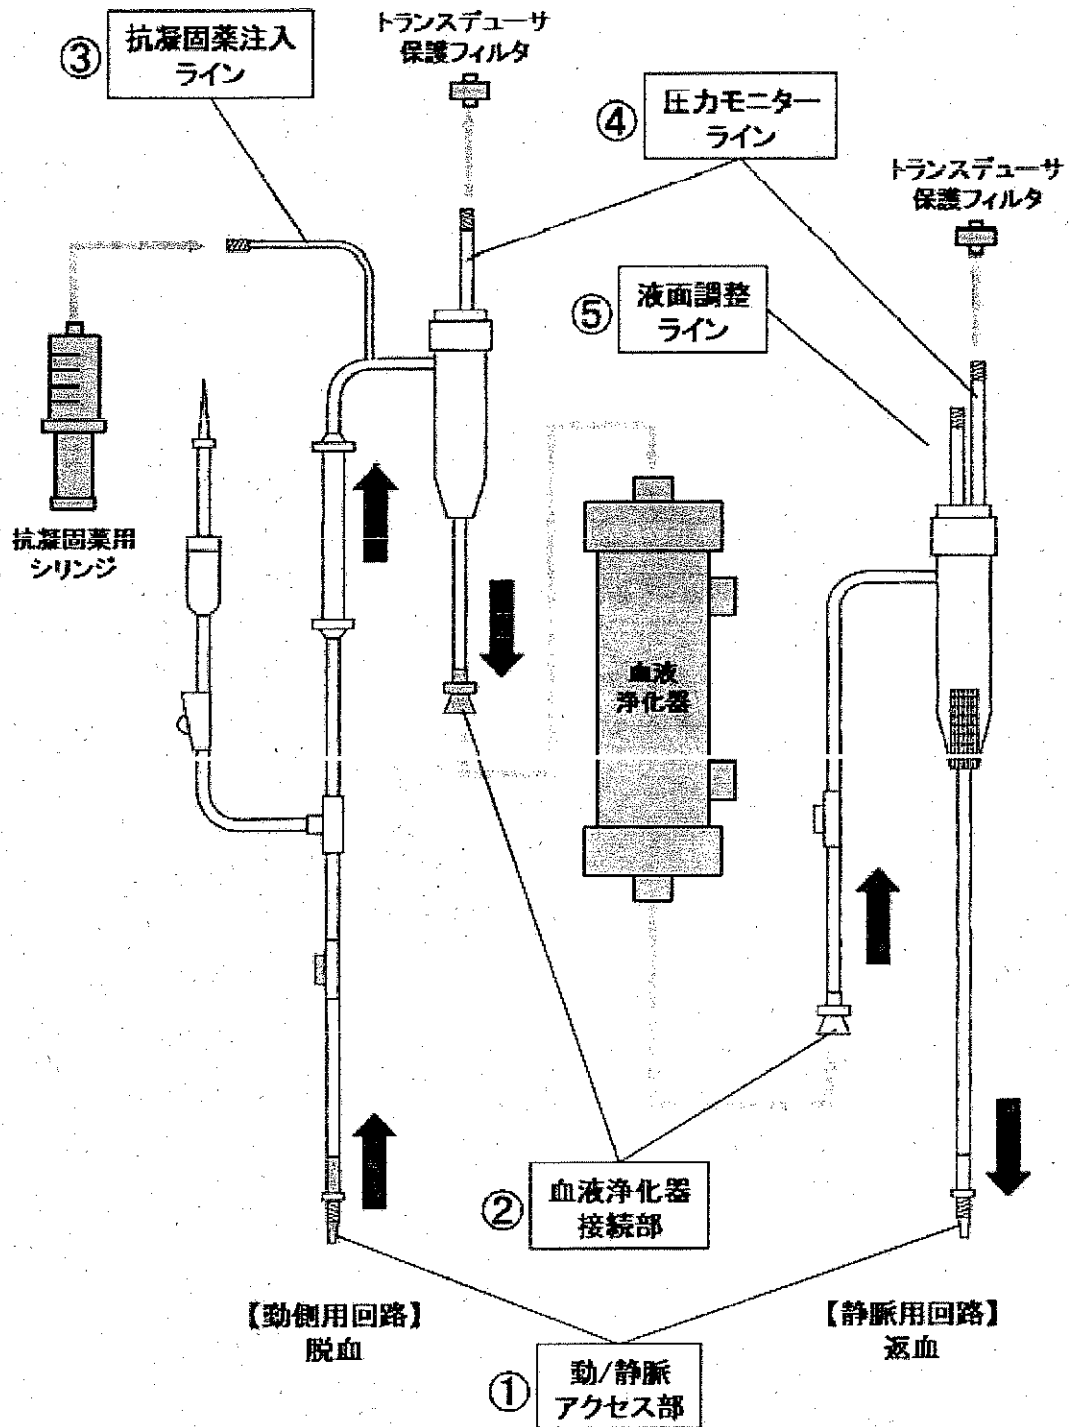 ③
抗凝固薬注入
ライン
トランスデューサ
保護フィルタ
④
圧力モニター
ライン
トランスデューサ
保護フィルタ
⑤
液面調整
ライン
抗凝固薬用
シリンジ
血液
浄化器
②
血液浄化器
接続部
【動側用回路】
脱血
【静脈用回路】
返血
①
動/静脈
アクセス部